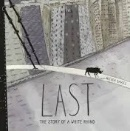 LAST
THE STORY OF A WHITE RHINO